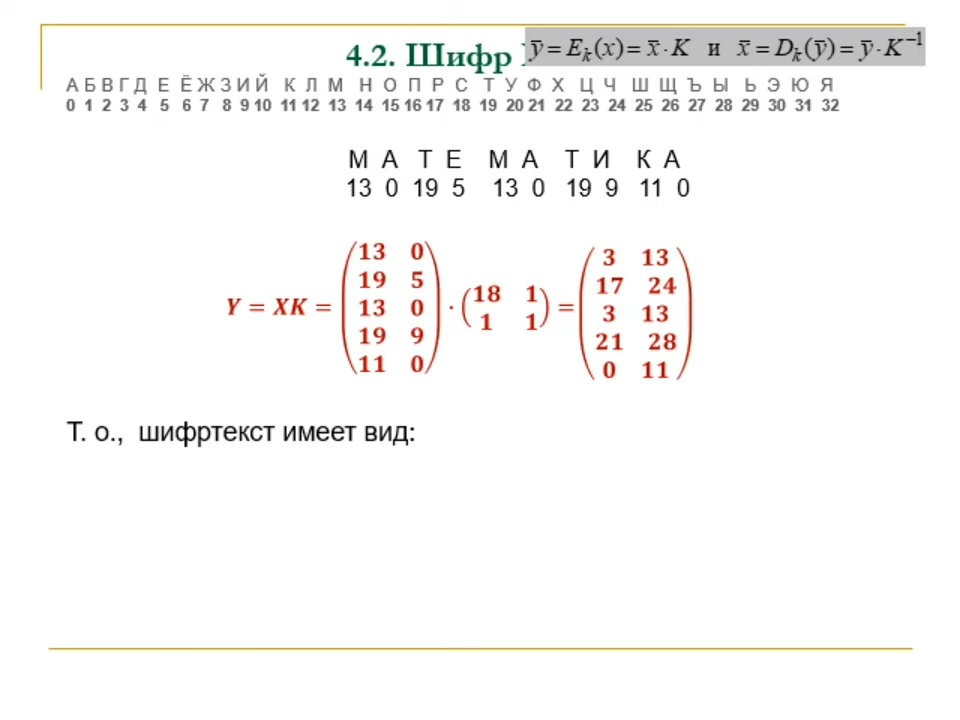 4.2. Шифр
ȳ = Eₖ(x) = x̄ · K и x̄ = Dₖ(ȳ) = ȳ · K⁻¹
А Б В Г Д Е Ё Ж З И Й К Л М Н О П Р С Т У Ф Х Ц Ч Ш Щ Ъ Ы Ь Э Ю Я
0 1 2 3 4 5 6 7 8 9 10 11 12 13 14 15 16 17 18 19 20 21 22 23 24 25 26 27 28 29 30 31 32
М А Т Е М А Т И К А
13 0 19 5 13 0 19 9 11 0
13 0
19 5
Y = XK = 13 0 · (18 1
19 9
11 0
1 1) =
3 13
17 24
3 13
21 28
0 11
Т. о., шифртекст имеет вид: